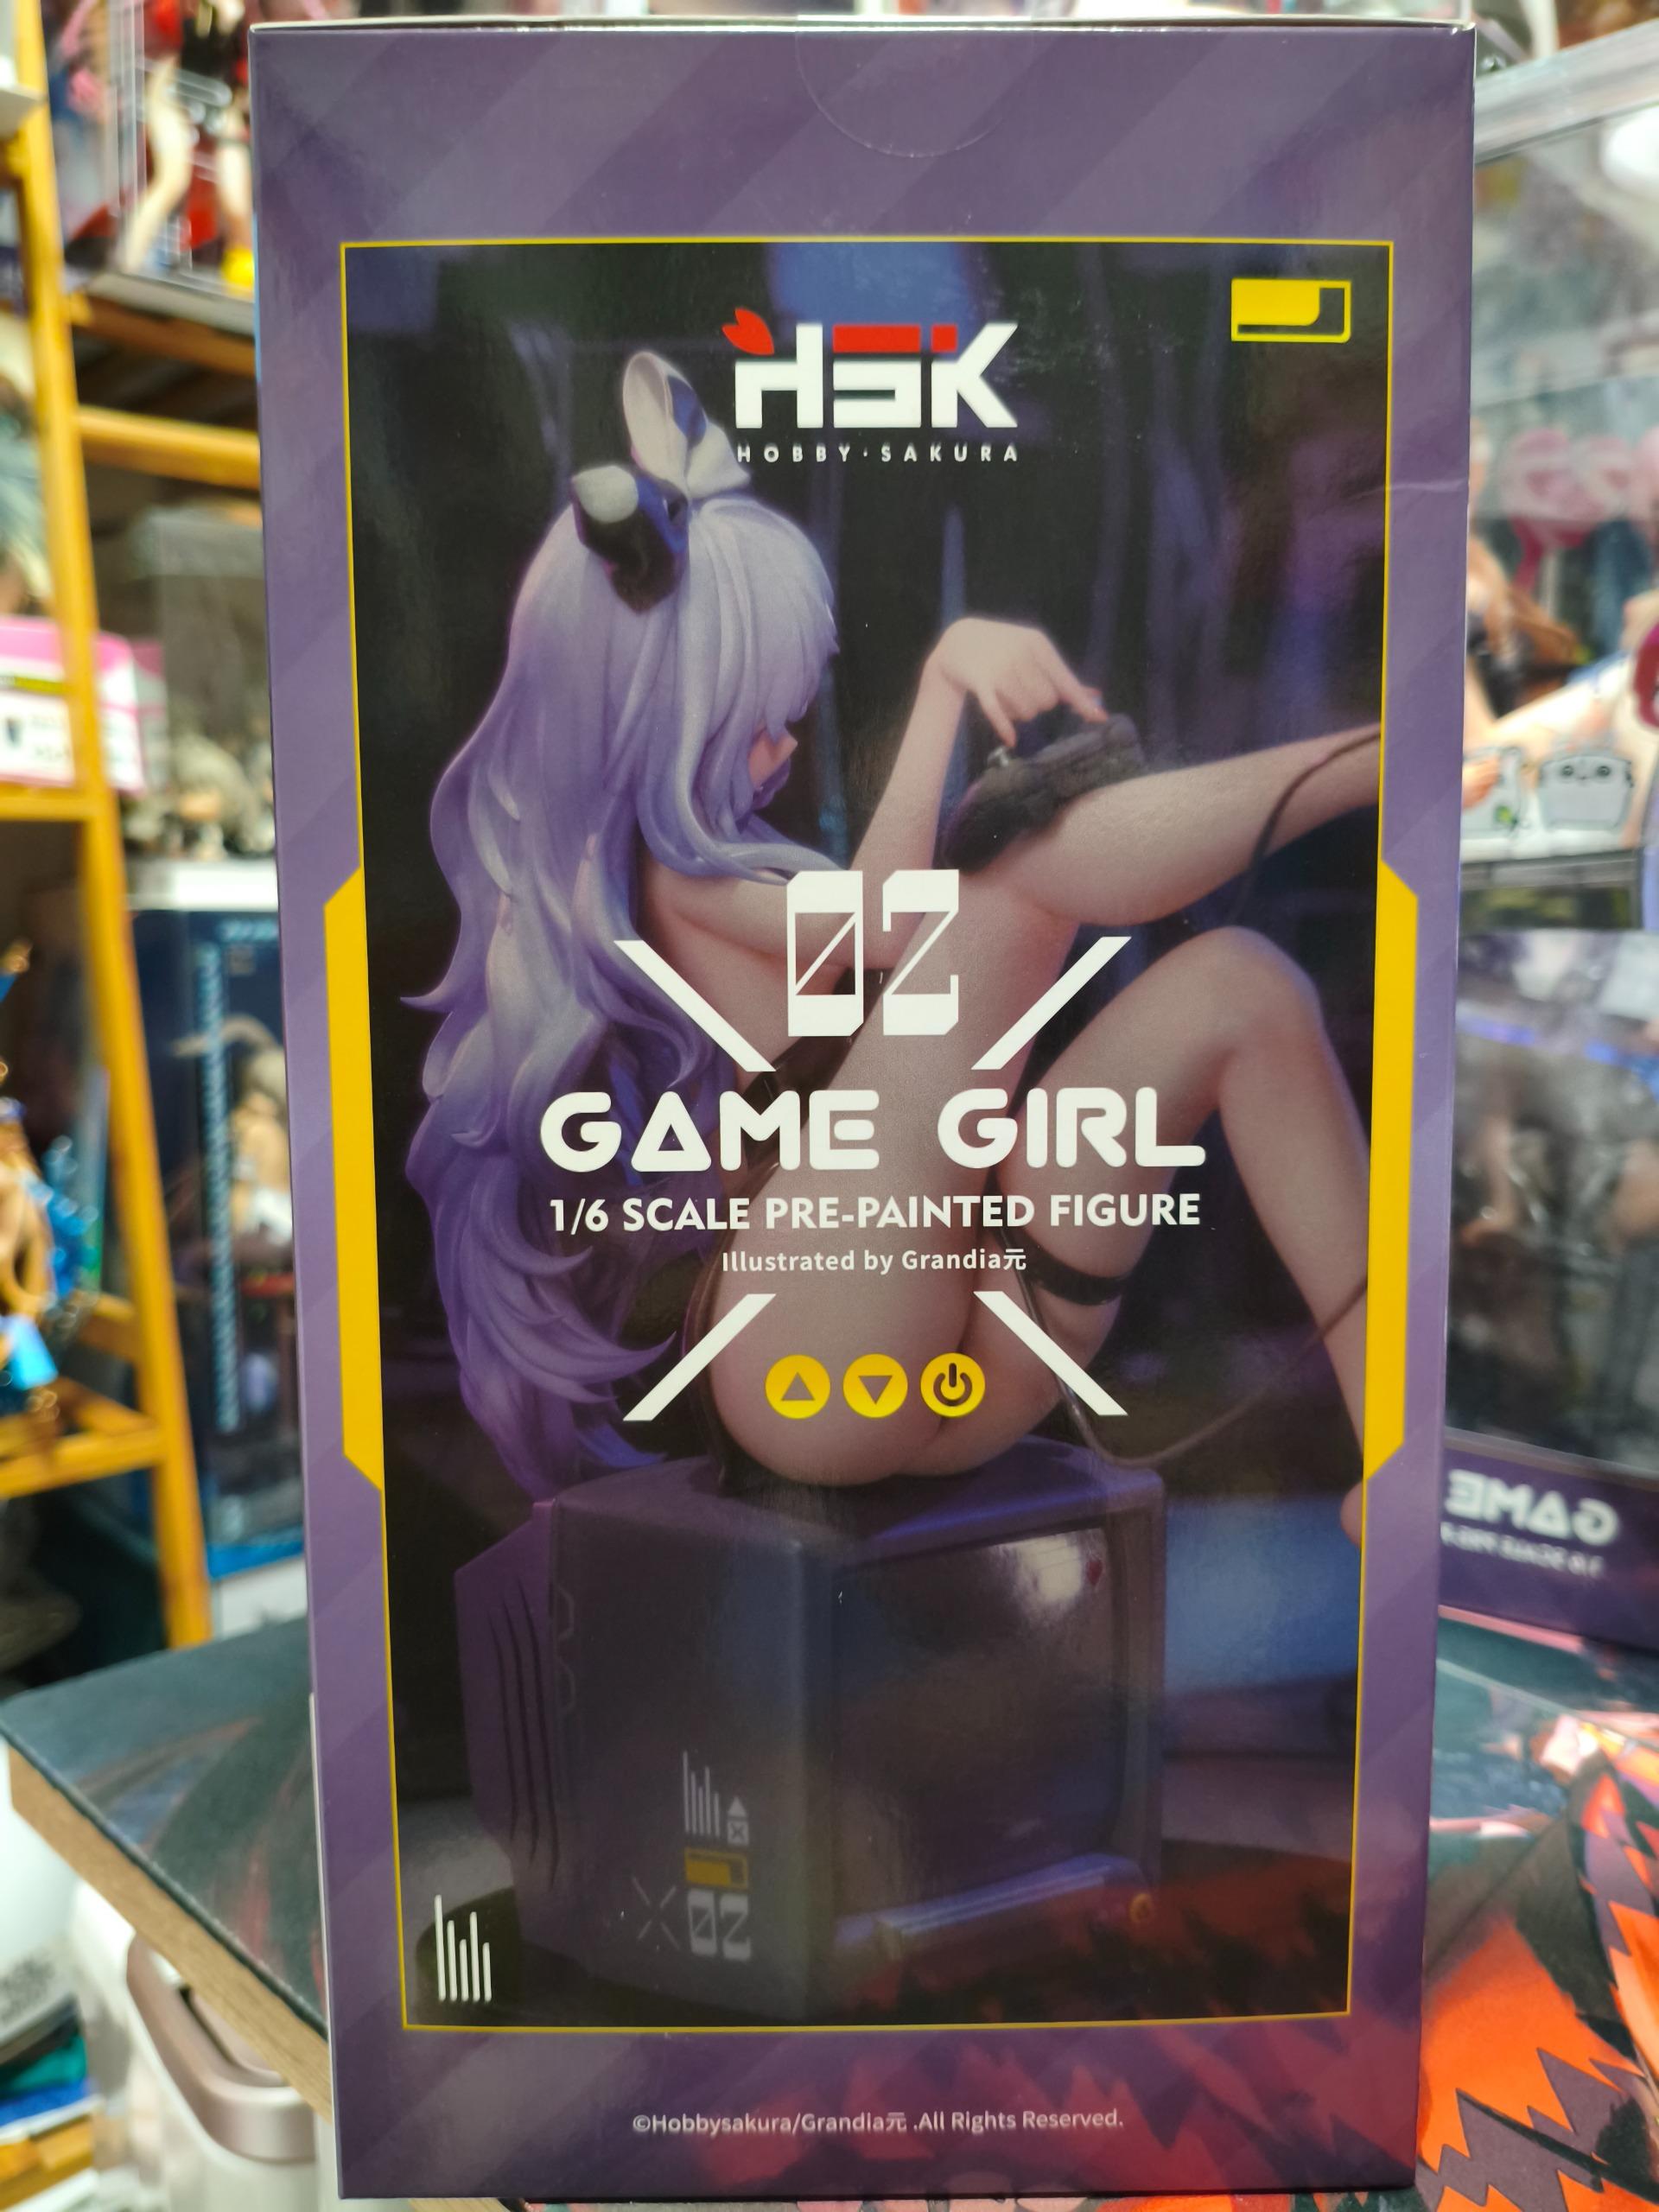 HSK
HOBBY·SAKURA
02
GAME GIRL
1/6 SCALE PRE-PAINTED FIGURE
Illustrated by Grandia元
02
©Hobbysakura/Grandia元 .All Rights Reserved.
GAME